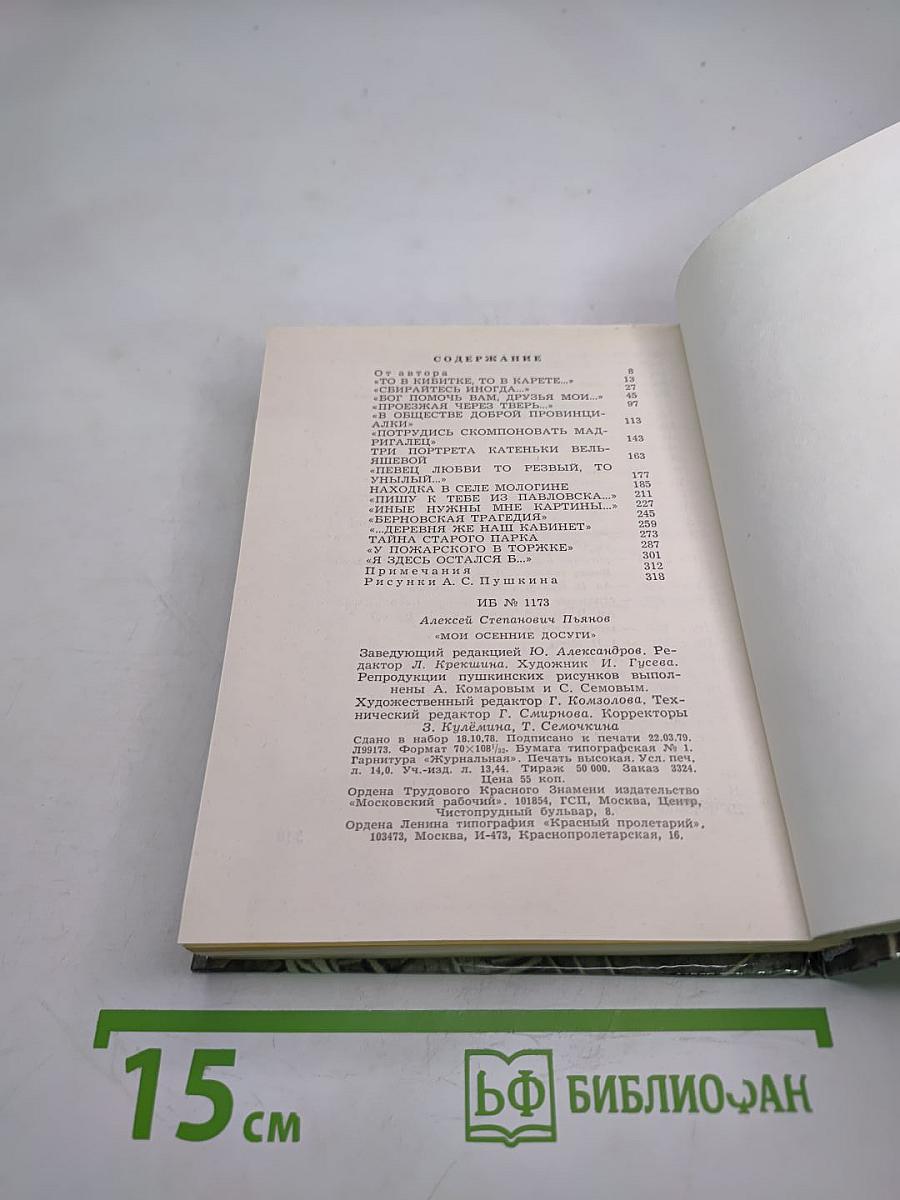 СОДЕРЖАНИЕ
От автора 8
«ТО В КИБИТКЕ, ТО В КАРЕТЕ...» 13
«СБИРАЙТЕСЬ ИНОГДА...» 27
«БОГ ПОМОЧЬ ВАМ, ДРУЗЬЯ МОИ...» 45
«ПРОЕЗЖАЯ ЧЕРЕЗ ТВЕРЬ...» 97
«В ОБЩЕСТВЕ ДОБРОЙ ПРОВИНЦИ-
АЛКИ» 113
«ПОТРУДИСЬ СКОМПОНОВАТЬ МАД-
РИГАЛЕЦ» 143
ТРИ ПОРТРЕТА КАТЕНЬКИ ВЕЛЬ-
ЯШЕВОЙ 163
«ПЕВЕЦ ЛЮБВИ ТО РЕЗВЫЙ, ТО
УНЫЛЫЙ...» 177
НАХОДКА В СЕЛЕ МОЛОГИНЕ 185
«ПИШУ К ТЕБЕ ИЗ ПАВЛОВСКА...» 211
«ИНЫЕ НУЖНЫ МНЕ КАРТИНЫ...» 227
«БЕРНОВСКАЯ ТРАГЕДИЯ» 245
«...ДЕРЕВНЯ ЖЕ НАШ КАБИНЕТ» 259
ТАЙНА СТАРОГО ПАРКА 273
«У ПОЖАРСКОГО В ТОРЖКЕ» 287
«Я ЗДЕСЬ ОСТАЛСЯ Б...» 301
Примечания 312
Рисунки А. С. Пушкина 318
ИБ № 1173
Алексей Степанович Пьянов
«МОИ ОСЕННИЕ ДОСУГИ»
Заведующий редакцией Ю. Александров. Ре-
дактор Л. Крекшина. Художник И. Гусева.
Репродукции пушкинских рисунков выпол-
нены А. Комаровым и С. Семовым.
Художественный редактор Г. Комзолова. Тех-
нический редактор Г. Смирнова. Корректоры
З. Кулёмина, Т. Семочкина
Сдано в набор 18.10.78. Подписано к печати 22.03.79.
Л99173. Формат 70×108¹/₃₂. Бумага типографская № 1.
Гарнитура «Журнальная». Печать высокая. Усл. печ.
л. 14,0. Уч.-изд. л. 13,44. Тираж 50 000. Заказ 3324.
Цена 55 коп.
Ордена Трудового Красного Знамени издательство
«Московский рабочий». 101854, ГСП, Москва, Центр,
Чистопрудный бульвар, 8.
Ордена Ленина типография «Красный пролетарий».
103473, Москва, И-473, Краснопролетарская, 16.
15 см
БФ БИБЛИОФАН